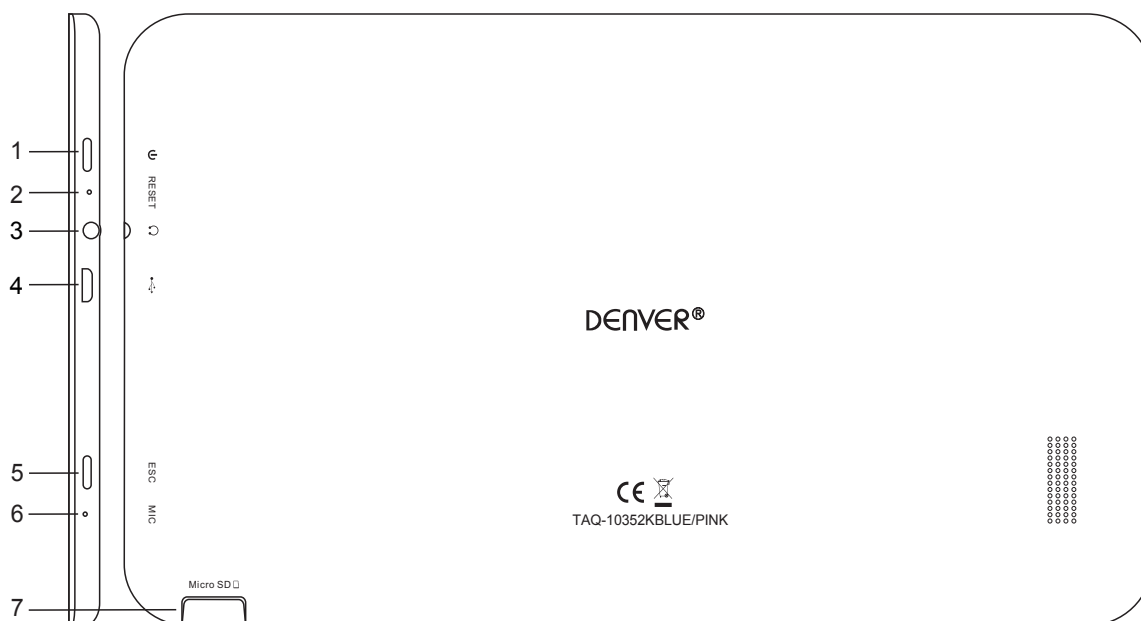 1
2
RESET
3
4
DENVER®
5
ESC
6
MIC
CE
TAQ-10352KBLUE/PINK
Micro SD
7